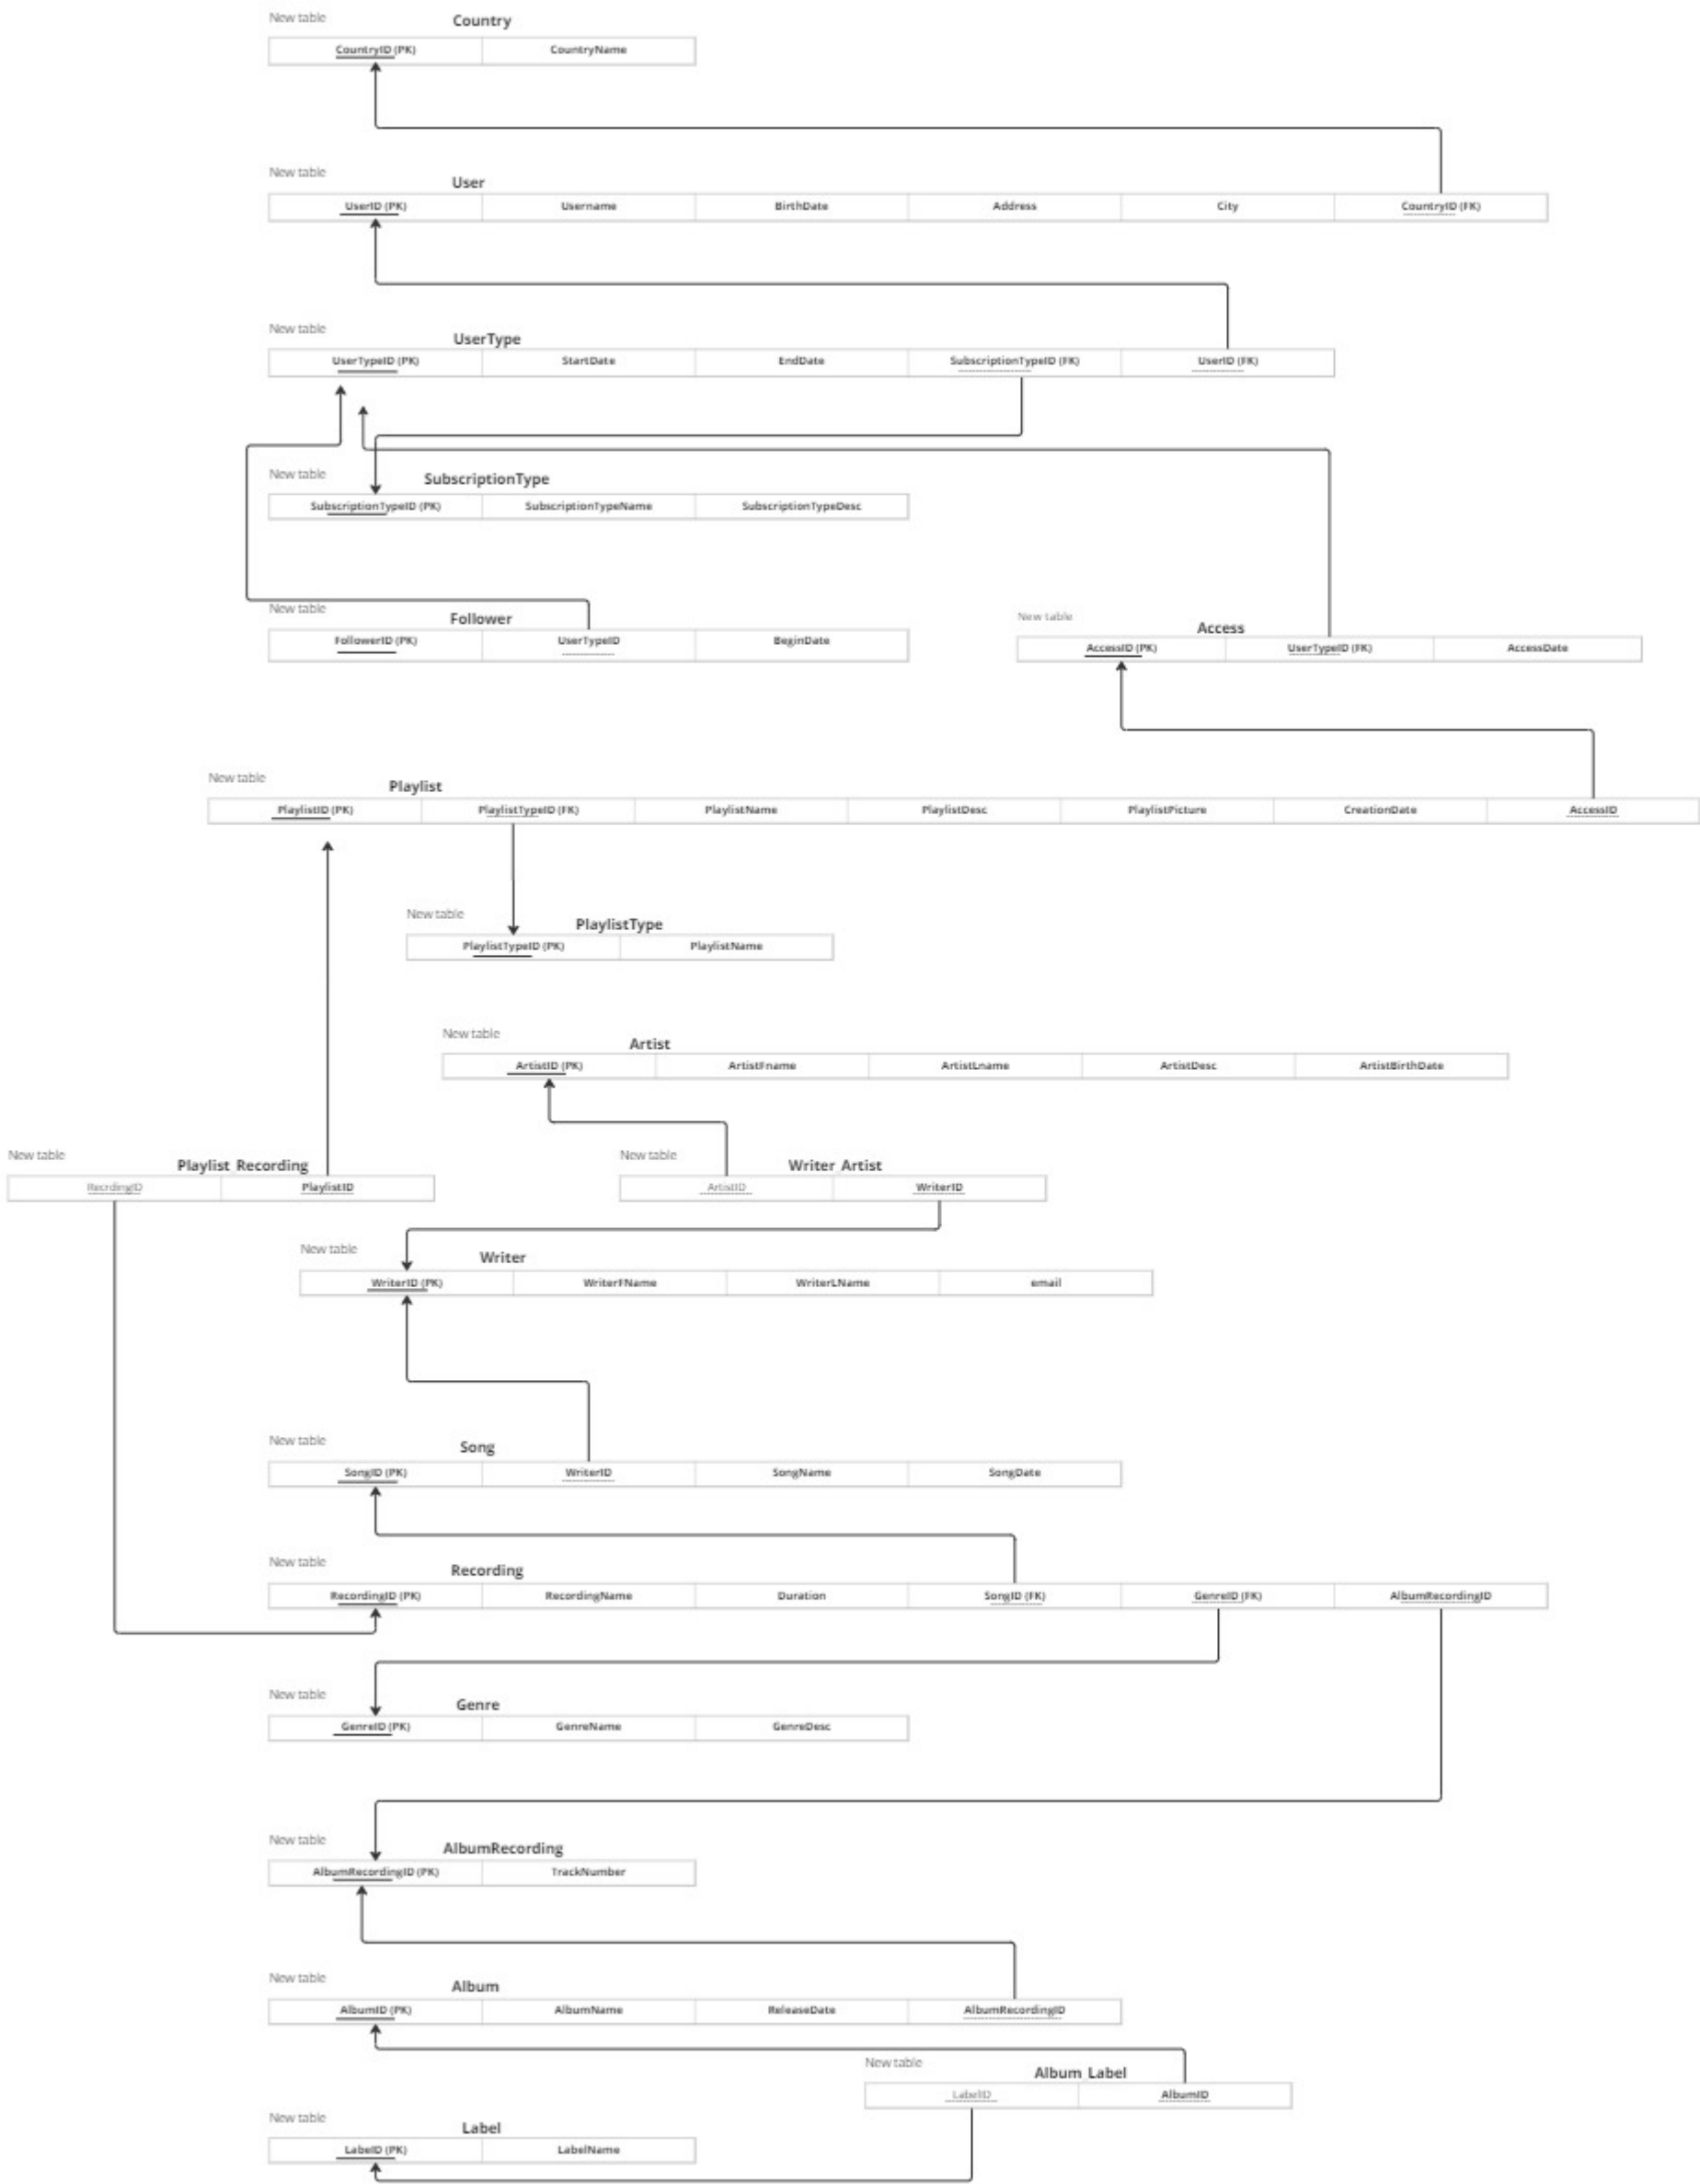 New table
Country
CountryID (PK) CountryName
New table
User
UserID (PK) Username BirthDate Address City CountryID (FK)
New table
UserType
UserTypeID (PK) StartDate EndDate SubscriptionTypeID (FK) UserID (FK)
New table
SubscriptionType
SubscriptionTypeID (PK) SubscriptionTypeName SubscriptionTypeDesc
New table
Follower
FollowerID (PK) UserTypeID BeginDate
New table
Access
AccessID (PK) UserTypeID (FK) AccessDate
New table
Playlist
PlaylistID (PK) PlaylistTypeID (FK) PlaylistName PlaylistDesc PlaylistPicture CreationDate AccessID
New table
PlaylistType
PlaylistTypeID (PK) PlaylistName
New table
Artist
ArtistID (PK) ArtistFname ArtistLname ArtistDesc ArtistBirthDate
New table
Playlist_Recording
RecrdingID PlaylistID
New table
Writer_Artist
ArtistID WriterID
New table
Writer
WriterID (PK) WriterFName WriterLName email
New table
Song
SongID (PK) WriterID SongName SongDate
New table
Recording
RecordingID (PK) RecordingName Duration SongID (FK) GenreID (FK) AlbumRecordingID
New table
Genre
GenreID (PK) GenreName GenreDesc
New table
AlbumRecording
AlbumRecordingID (PK) TrackNumber
New table
Album
AlbumID (PK) AlbumName ReleaseDate AlbumRecordingID
New table
Album_Label
LabelID AlbumID
New table
Label
LabelD (PK) LabelName